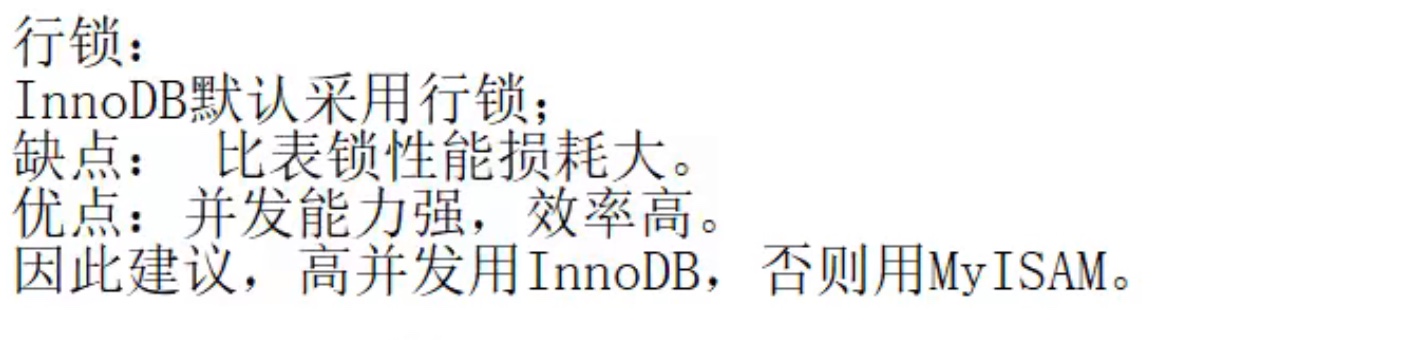 行锁：
InnoDB默认采用行锁；
缺点： 比表锁性能损耗大。
优点：并发能力强，效率高。
因此建议，高并发用InnoDB，否则用MyISAM。